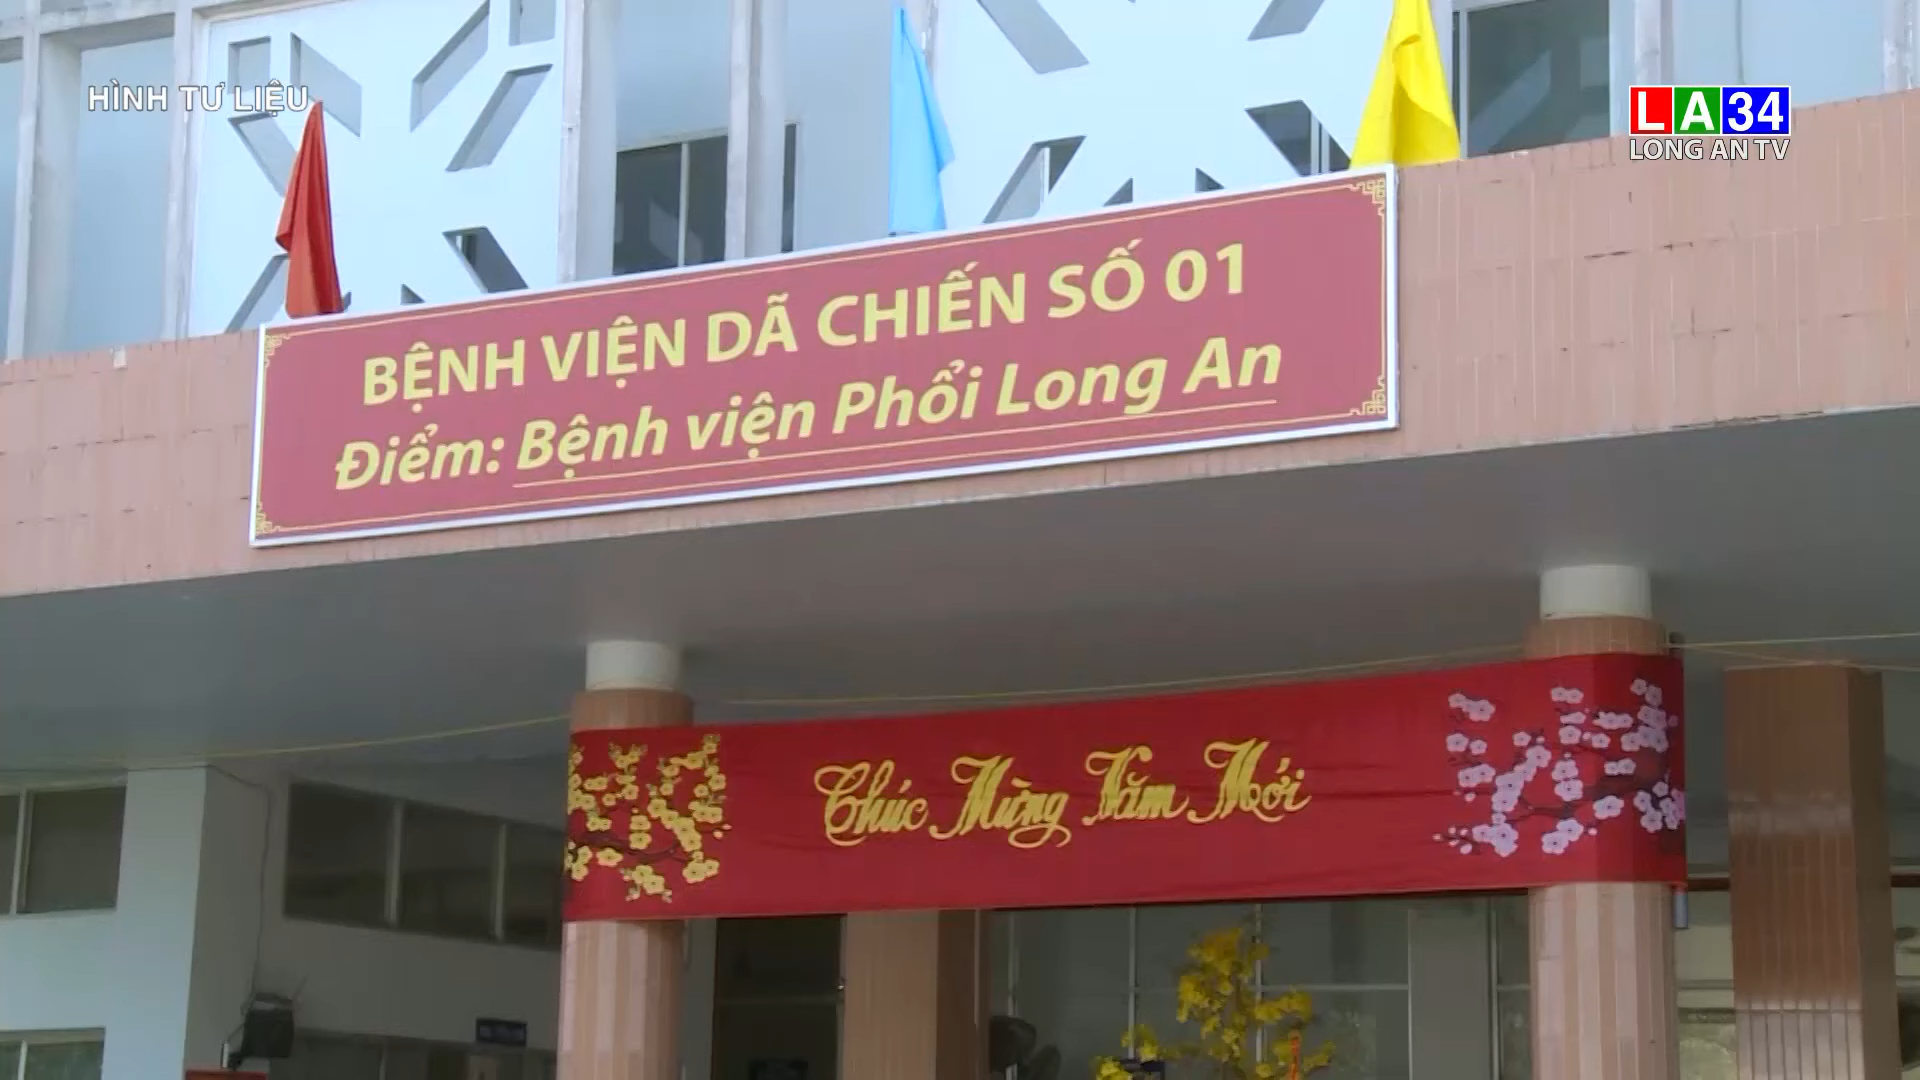 HÌNH TƯ LIỆU
LA34
LONG AN TV
BỆNH VIỆN DÃ CHIẾN SỐ 01
Điểm: Bệnh viện Phổi Long An
Chúc Mừng Năm Mới